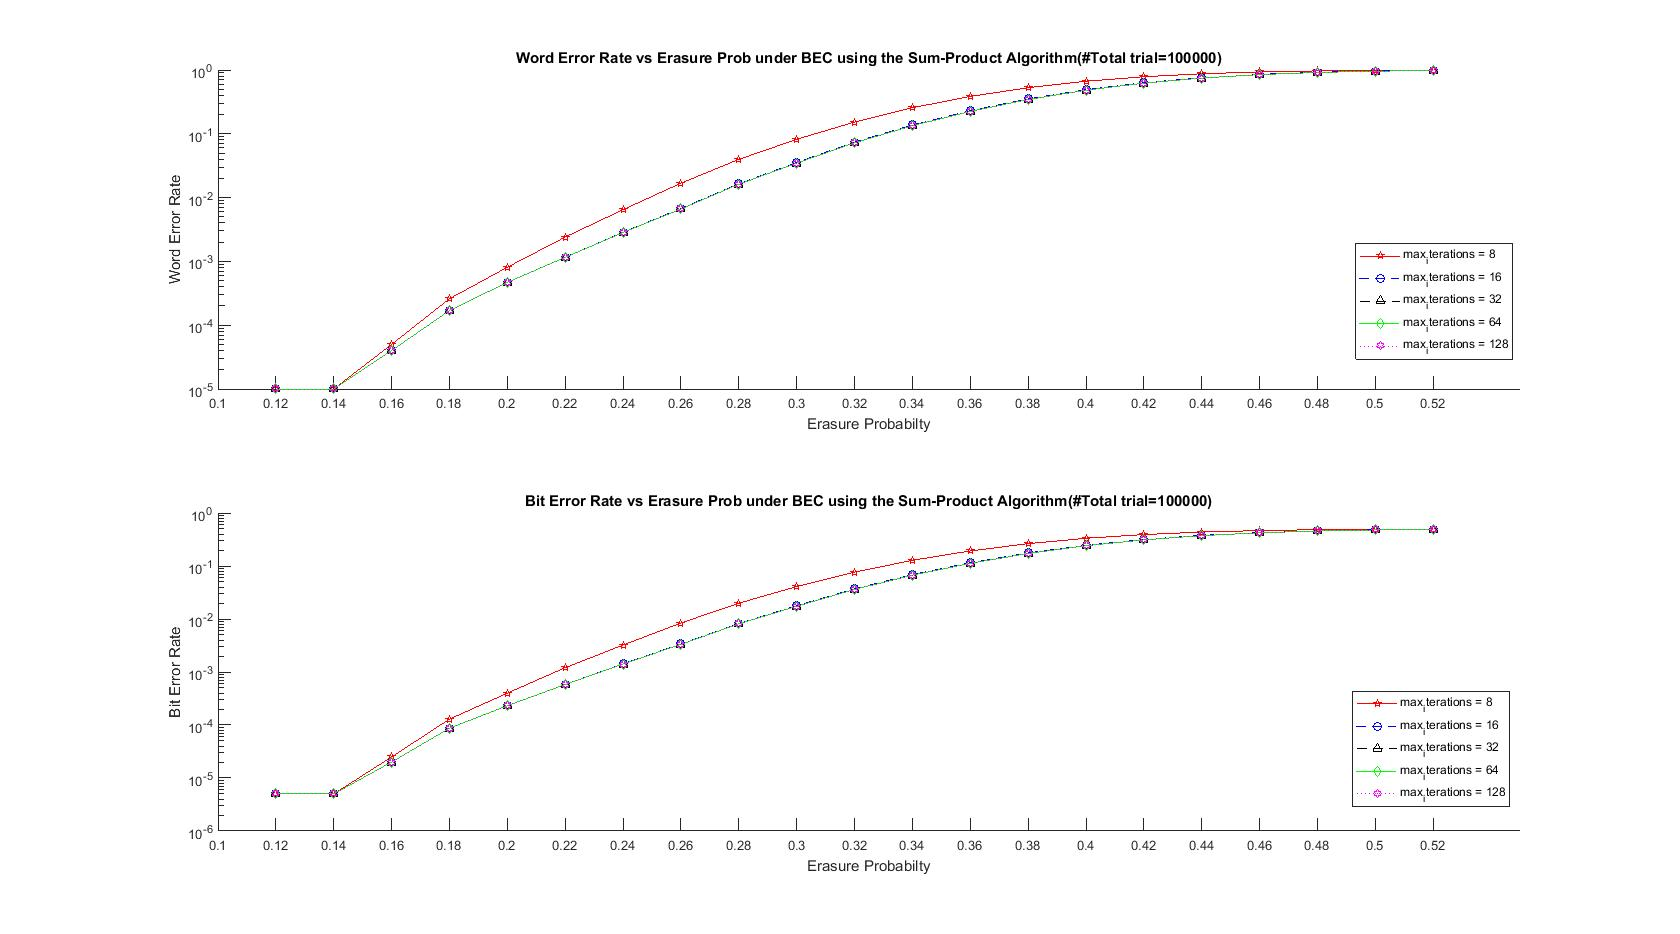 Word Error Rate vs Erasure Prob under BEC using the Sum-Product Algorithm(#Total trial=100000)
10^0
10^-1
10^-2
10^-3
10^-4
10^-5
Word Error Rate
0.1 0.12 0.14 0.16 0.18 0.2 0.22 0.24 0.26 0.28 0.3 0.32 0.34 0.36 0.38 0.4 0.42 0.44 0.46 0.48 0.5 0.52
Erasure Probabilty
max_iterations = 8
max_iterations = 16
max_iterations = 32
max_iterations = 64
max_iterations = 128
Bit Error Rate vs Erasure Prob under BEC using the Sum-Product Algorithm(#Total trial=100000)
10^0
10^-1
10^-2
10^-3
10^-4
10^-5
10^-6
Bit Error Rate
0.1 0.12 0.14 0.16 0.18 0.2 0.22 0.24 0.26 0.28 0.3 0.32 0.34 0.36 0.38 0.4 0.42 0.44 0.46 0.48 0.5 0.52
Erasure Probabilty
max_iterations = 8
max_iterations = 16
max_iterations = 32
max_iterations = 64
max_iterations = 128